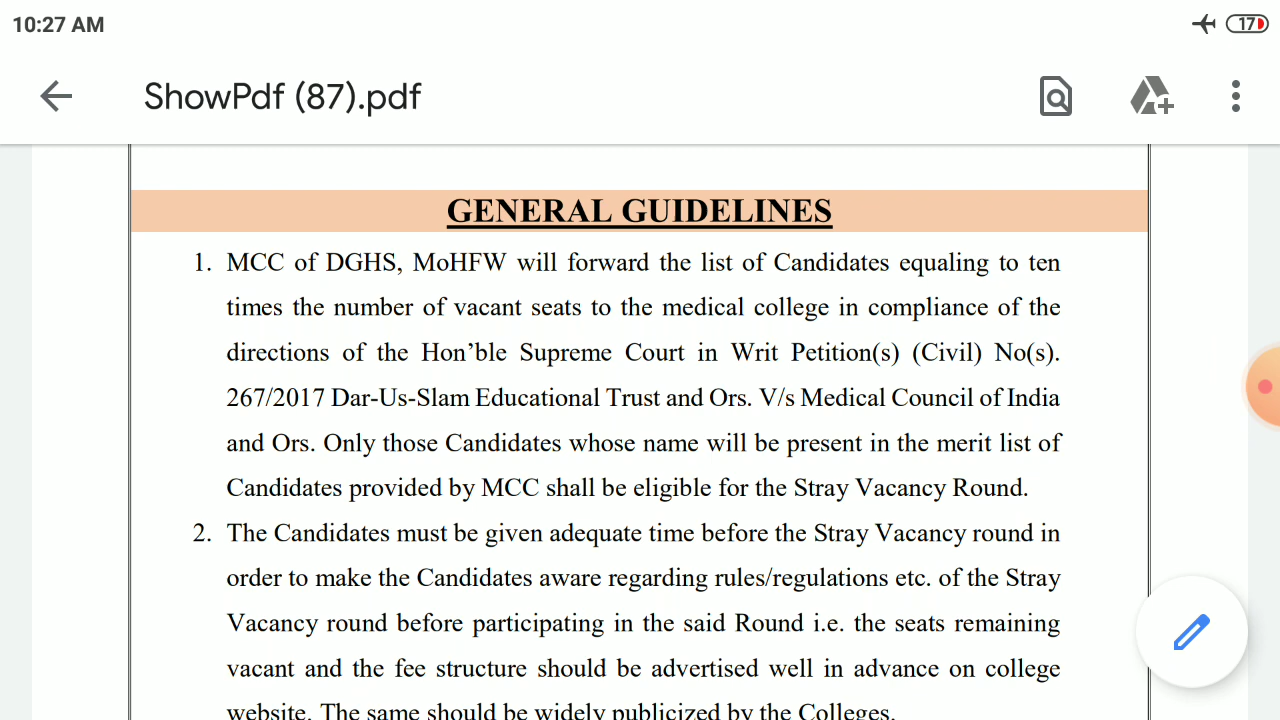 10:27 AM
17
ShowPdf (87).pdf
GENERAL GUIDELINES
1. MCC of DGHS, MoHFW will forward the list of Candidates equaling to ten
times the number of vacant seats to the medical college in compliance of the
directions of the Hon’ble Supreme Court in Writ Petition(s) (Civil) No(s).
267/2017 Dar-Us-Slam Educational Trust and Ors. V/s Medical Council of India
and Ors. Only those Candidates whose name will be present in the merit list of
Candidates provided by MCC shall be eligible for the Stray Vacancy Round.
2. The Candidates must be given adequate time before the Stray Vacancy round in
order to make the Candidates aware regarding rules/regulations etc. of the Stray
Vacancy round before participating in the said Round i.e. the seats remaining
vacant and the fee structure should be advertised well in advance on college
website. The same should be widely publicized by the Colleges.